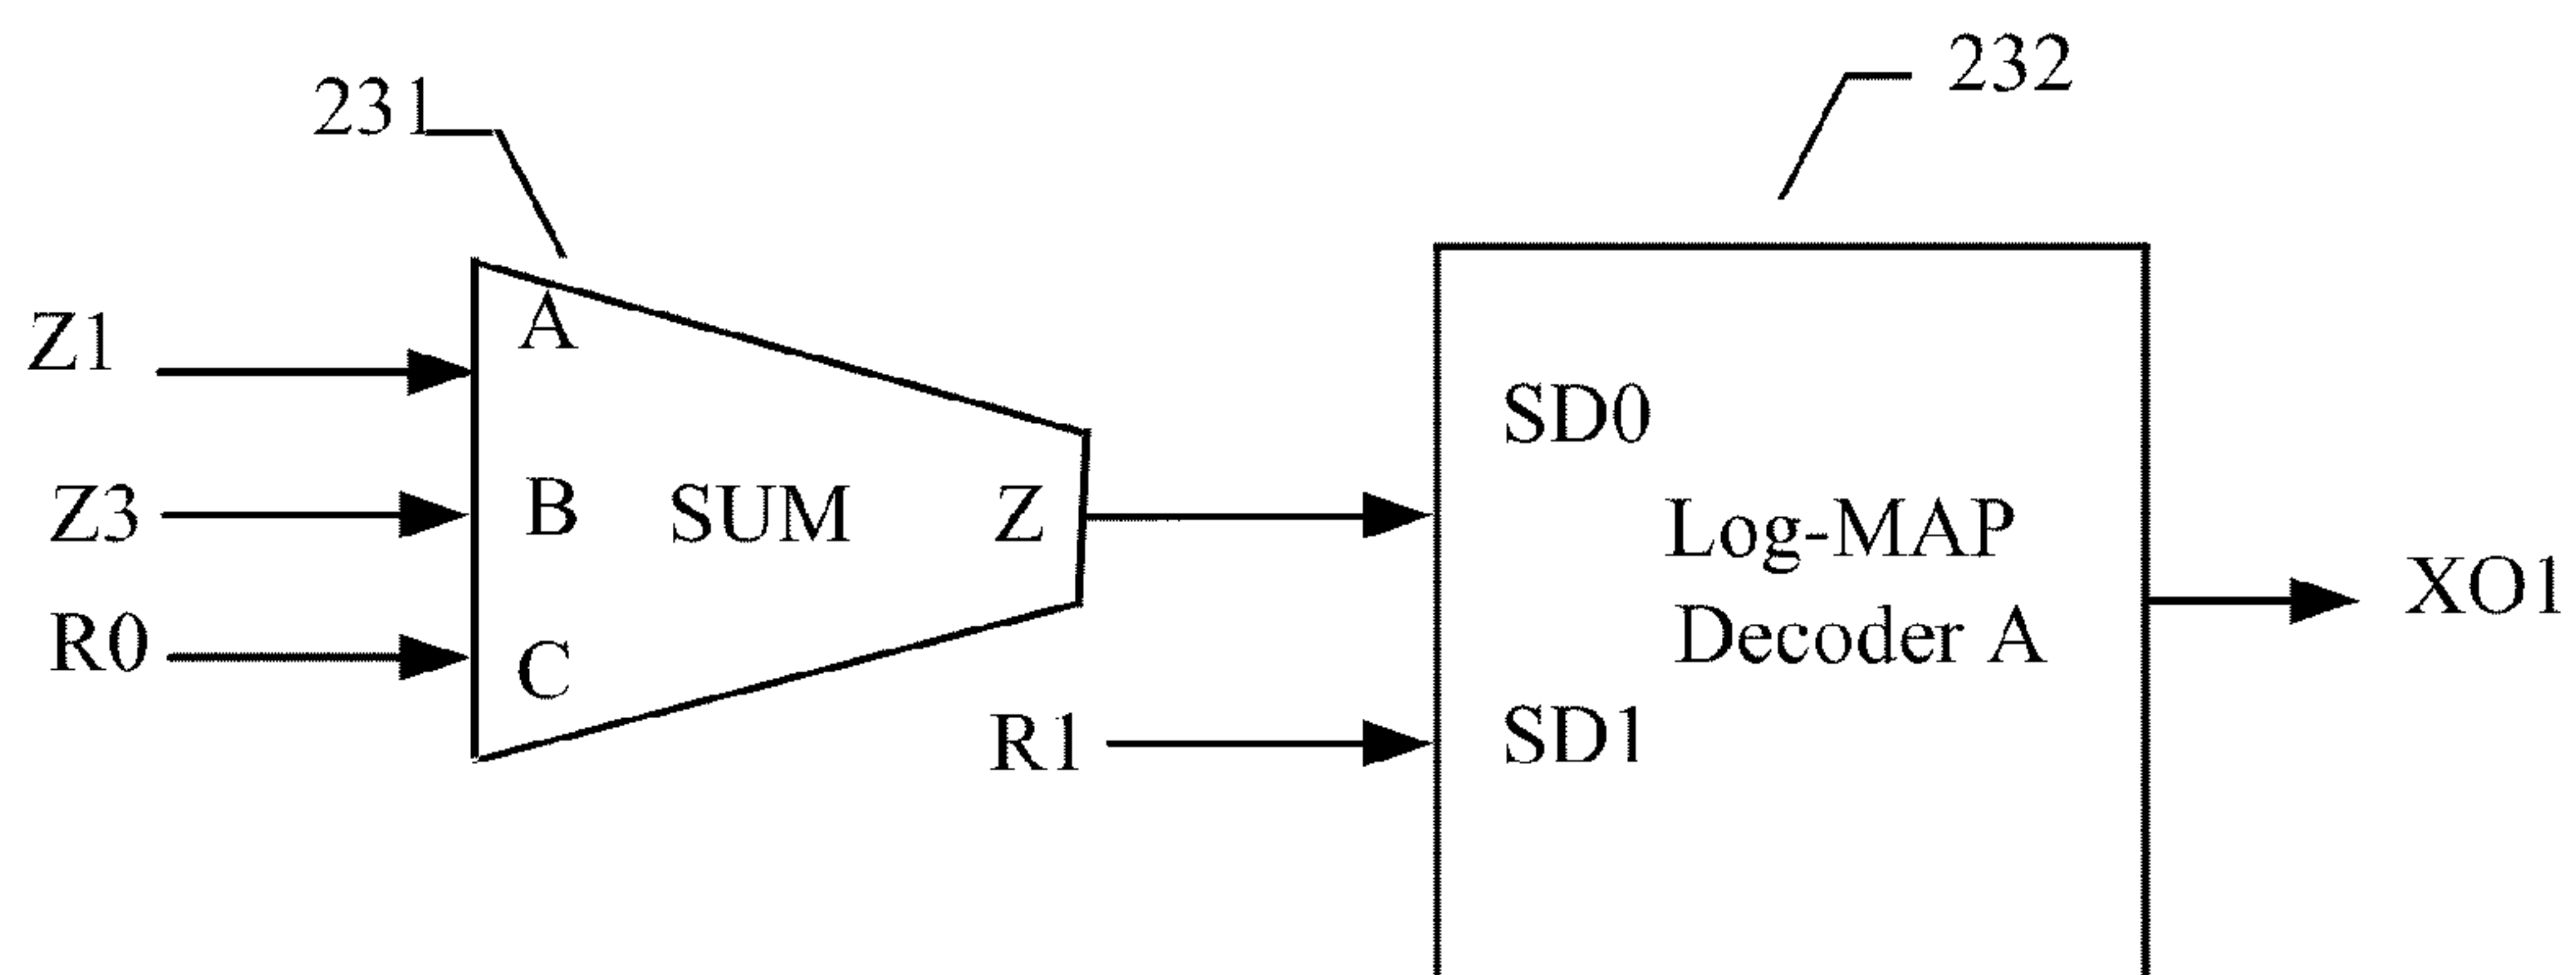 231
232
Z1
A
Z3
B
SUM
Z
R0
C
SD0
Log-MAP
Decoder A
XO1
R1
SD1